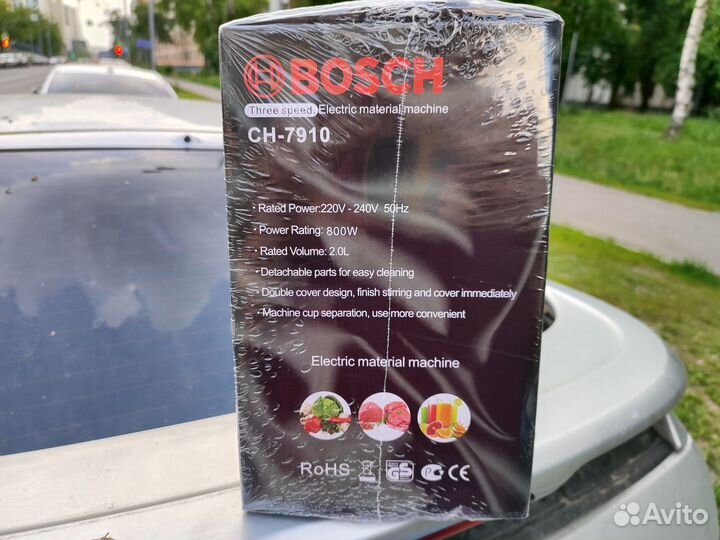 BOSCH
Three speed Electric material machine
CH-7910
· Rated Power:220V - 240V 50Hz
· Power Rating: 800W
· Rated Volume: 2.0L
· Detachable parts for easy cleaning
· Double cover design, finish stirring and cover immediately
· Machine cup separation, use more convenient
Electric material machine
RoHS GS PC CE
Avito